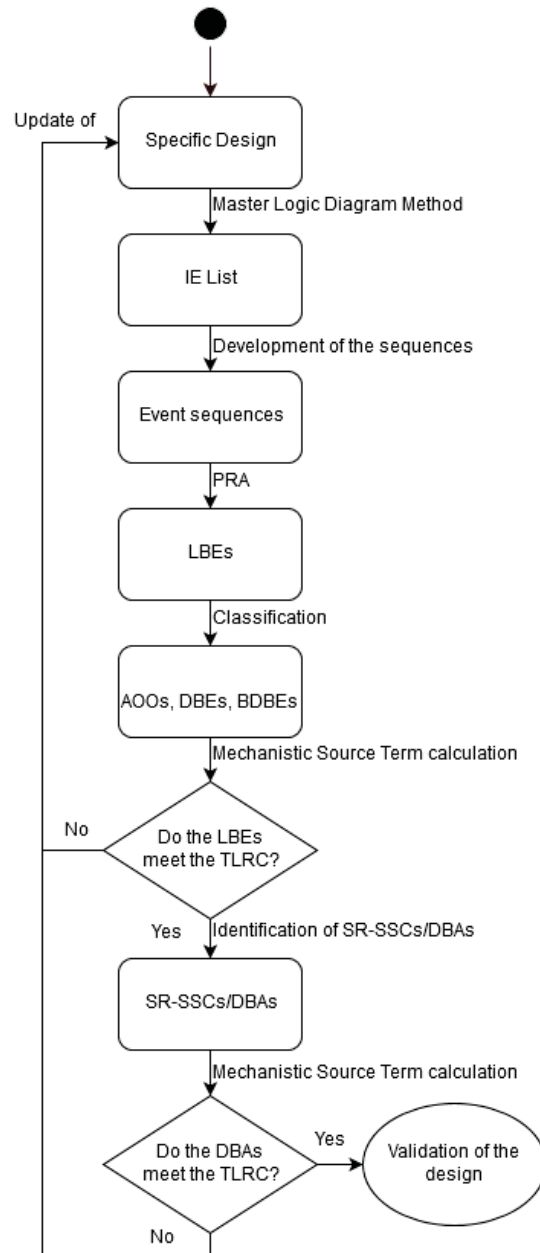 Update of
Specific Design
Master Logic Diagram Method
IE List
Development of the sequences
Event sequences
PRA
LBEs
Classification
AOOs, DBEs, BDBEs
Mechanistic Source Term calculation
No
Do the LBEs
meet the TLRC?
Yes
Identification of SR-SSCs/DBAs
SR-SSCs/DBAs
Mechanistic Source Term calculation
Do the DBAs
meet the TLRC?
Yes
Validation of the
design
No